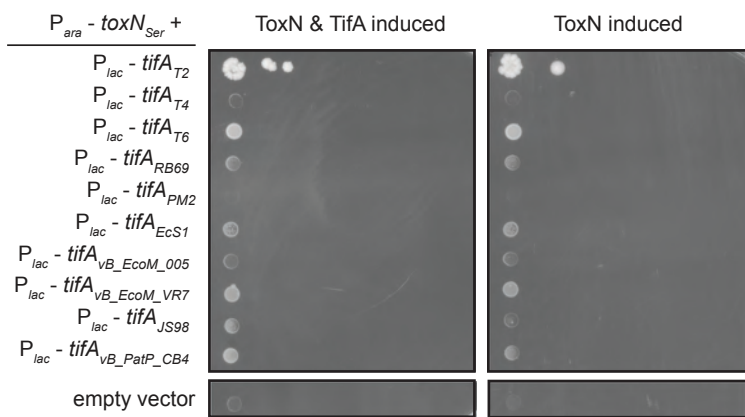 P_ara - toxN_Ser +
ToxN & TifA induced
ToxN induced
P_lac - tifA_T2
P_lac - tifA_T4
P_lac - tifA_T6
P_lac - tifA_RB69
P_lac - tifA_PM2
P_lac - tifA_EcS1
P_lac - tifA_vB_EcoM_005
P_lac - tifA_vB_EcoM_VR7
P_lac - tifA_JS98
P_lac - tifA_vB_PatP_CB4
empty vector